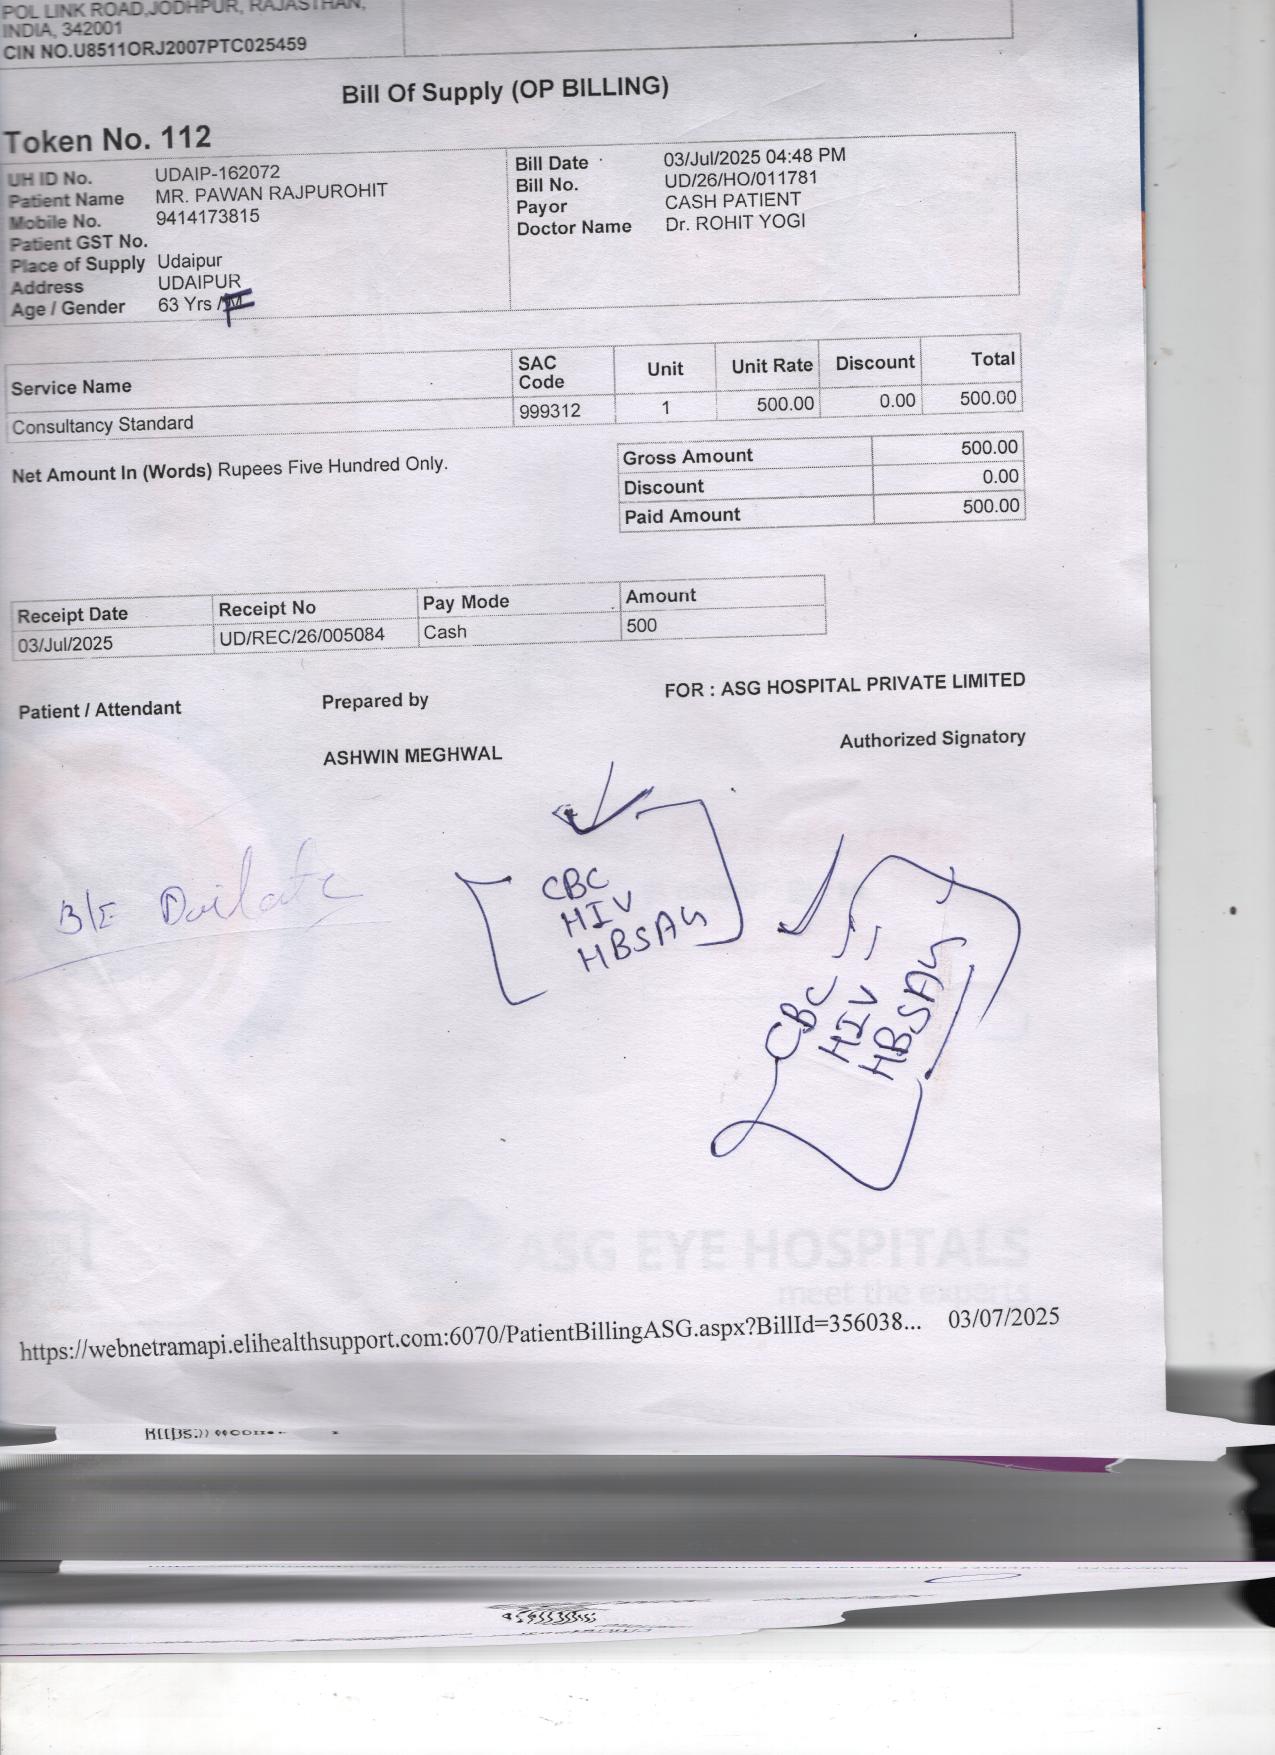 POL LINK ROAD,JODHPUR, RAJASTHAN,
INDIA, 342001
CIN NO.U8511ORJ2007PTC025459
Bill Of Supply (OP BILLING)
Token No. 112
UH ID No. UDAIP-162072
Patient Name MR. PAWAN RAJPUROHIT
Mobile No. 9414173815
Patient GST No.
Place of Supply Udaipur
Address UDAIPUR
Age / Gender 63 Yrs / F
Bill Date 03/Jul/2025 04:48 PM
Bill No. UD/26/HO/011781
Payor CASH PATIENT
Doctor Name Dr. ROHIT YOGI
Service Name SAC Code Unit Unit Rate Discount Total
Consultancy Standard 999312 1 500.00 0.00 500.00
Net Amount In (Words) Rupees Five Hundred Only.
Gross Amount 500.00
Discount 0.00
Paid Amount 500.00
Receipt Date Receipt No Pay Mode Amount
03/Jul/2025 UD/REC/26/005084 Cash 500
Patient / Attendant Prepared by FOR : ASG HOSPITAL PRIVATE LIMITED
ASHWIN MEGHWAL Authorized Signatory
B/E Dailate
CBC
HIV
HBSAG
CBC
HIV
HBSAG
ASG EYE HOSPITALS
meet the experts
https://webnetramapi.elihealthsupport.com:6070/PatientBillingASG.aspx?BillId=356038... 03/07/2025